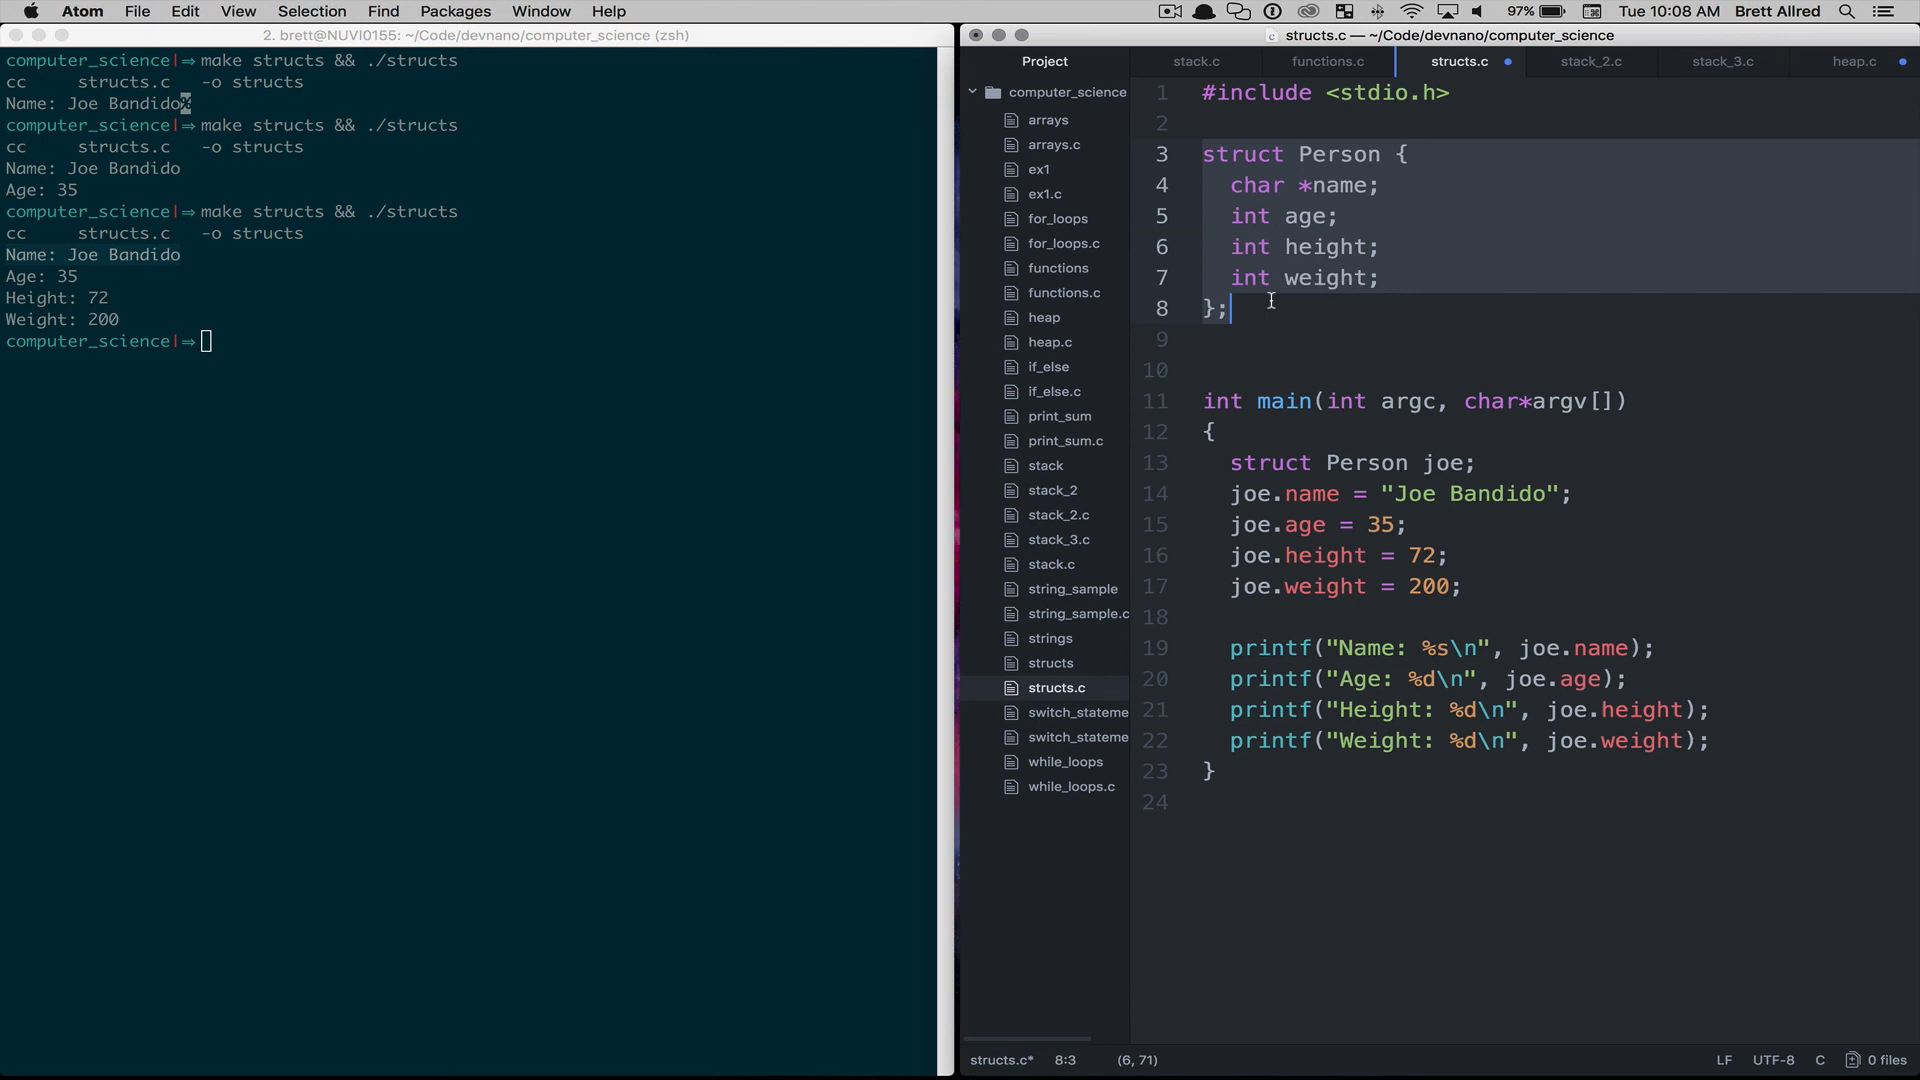 Atom File Edit View Selection Find Packages Window Help 97% Tue 10:08 AM Brett Allred
2. brett@NUVI0155: ~/Code/devnano/computer_science (zsh)
computer_science|⇒ make structs && ./structs
cc     structs.c   -o structs
Name: Joe Bandido%
computer_science|⇒ make structs && ./structs
cc     structs.c   -o structs
Name: Joe Bandido
Age: 35
computer_science|⇒ make structs && ./structs
cc     structs.c   -o structs
Name: Joe Bandido
Age: 35
Height: 72
Weight: 200
computer_science|⇒
structs.c — ~/Code/devnano/computer_science
Project
computer_science
arrays
arrays.c
ex1
ex1.c
for_loops
for_loops.c
functions
functions.c
heap
heap.c
if_else
if_else.c
print_sum
print_sum.c
stack
stack_2
stack_2.c
stack_3.c
stack.c
string_sample
string_sample.c
strings
structs
structs.c
switch_stateme
switch_stateme
while_loops
while_loops.c
stack.c functions.c structs.c stack_2.c stack_3.c heap.c
1 #include <stdio.h>
2
3 struct Person {
4   char *name;
5   int age;
6   int height;
7   int weight;
8 };
9
10
11 int main(int argc, char*argv[])
12 {
13   struct Person joe;
14   joe.name = "Joe Bandido";
15   joe.age = 35;
16   joe.height = 72;
17   joe.weight = 200;
18
19   printf("Name: %s\n", joe.name);
20   printf("Age: %d\n", joe.age);
21   printf("Height: %d\n", joe.height);
22   printf("Weight: %d\n", joe.weight);
23 }
24
structs.c* 8:3 (6, 71) LF UTF-8 C 0 files